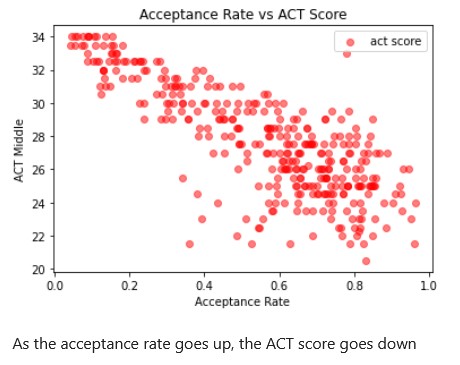 Acceptance Rate vs ACT Score
act score
ACT Middle
34
32
30
28
26
24
22
20
0.0 0.2 0.4 0.6 0.8 1.0
Acceptance Rate
As the acceptance rate goes up, the ACT score goes down